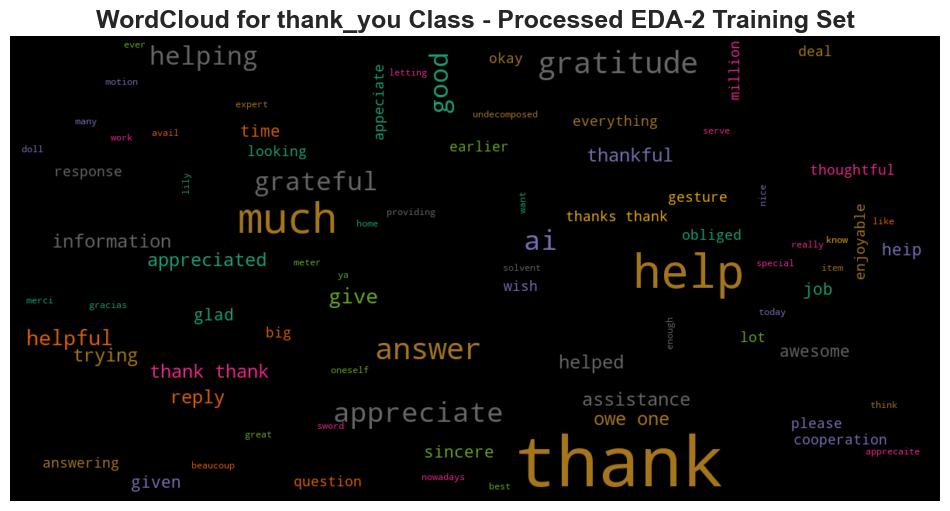 WordCloud for thank_you Class - Processed EDA-2 Training Set
ever
helping
good
okay
gratitude
million
deal
motion
appeciate
letting
expert
undecomposed
many
work
avail
time
everything
serve
doll
looking
earlier
thankful
response
lily
grateful
thoughtful
much
providing
want
gesture
nice
home
thanks thank
like
information
ai
obliged
really
know
enjoyable
heip
appreciated
meter
solvent
help
special
item
ya
wish
job
merci
gracias
give
glad
today
helpful
big
enough
lot
trying
answer
awesome
thank thank
oneself
helped
reply
assistance
think
appreciate
owe one
sword
please
great
cooperation
sincere
thank
apprecaite
answering
beaucoup
given
question
nowadays
best